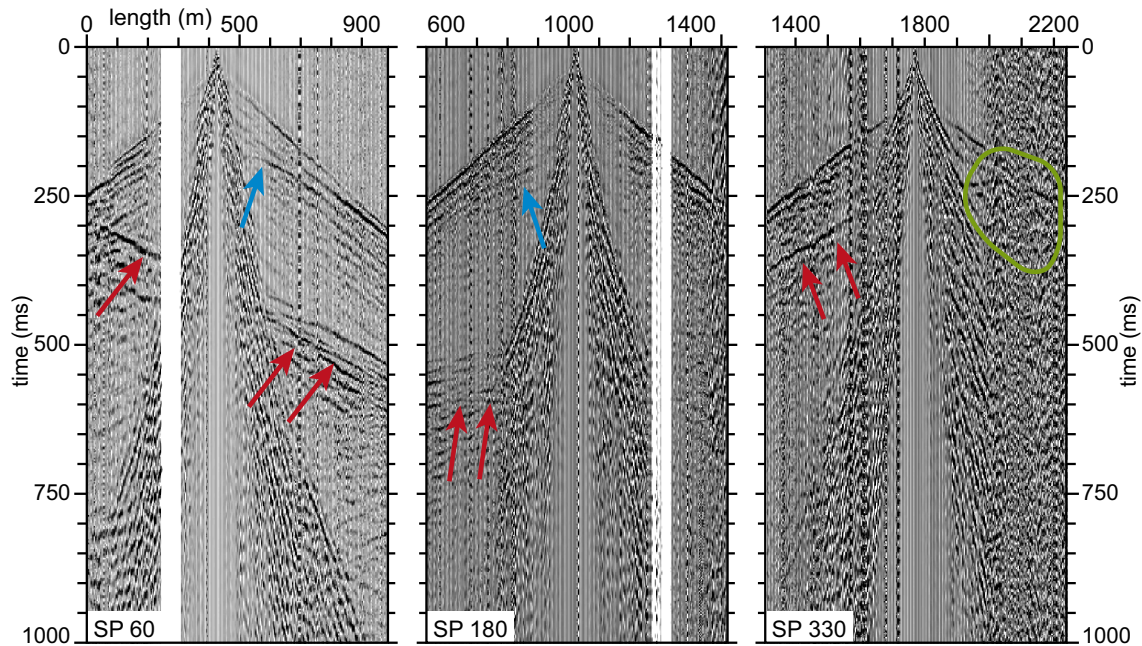 length (m)
0 500 900
600 1000 1400
1400 1800 2200
0 0
250 250
500 500
750 750
1000 1000
time (ms)
time (ms)
SP 60
SP 180
SP 330